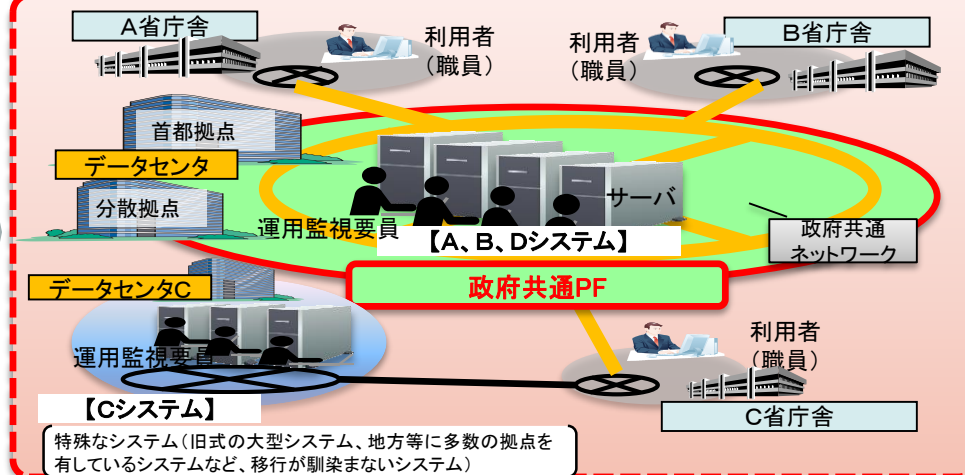 A省庁舎
利用者
(職員)
利用者
(職員)
B省庁舎
首都拠点
データセンタ
分散拠点
サーバ
運用監視要員
【A、B、Dシステム】
政府共通
ネットワーク
政府共通PF
データセンタC
運用監視要員
【Cシステム】
利用者
(職員)
C省庁舎
特殊なシステム(旧式の大型システム、地方等に多数の拠点を
有しているシステムなど、移行が馴染まないシステム)